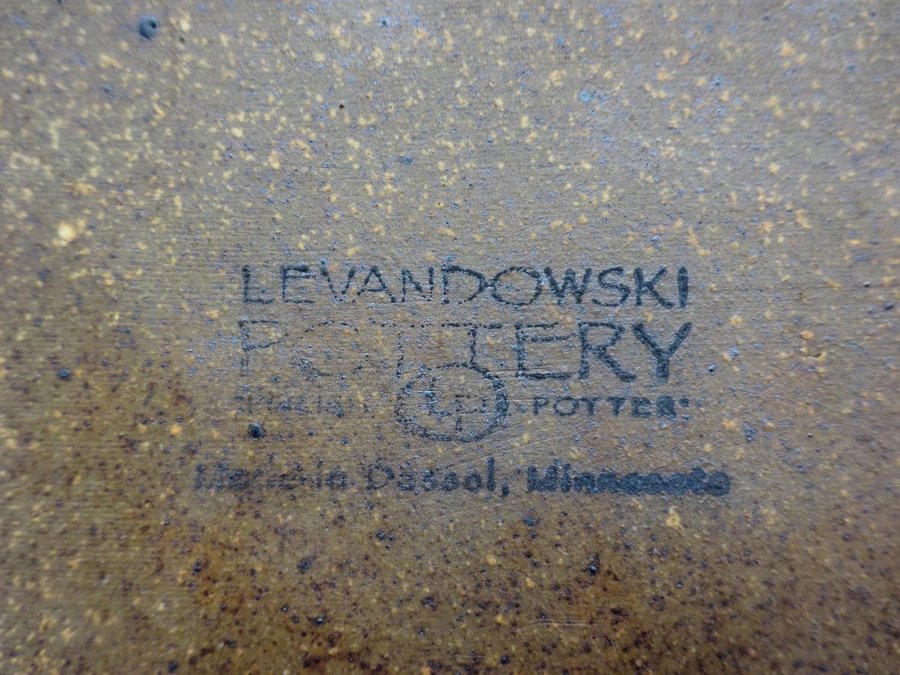 LEVANDOWSKI
POTTERY
LP POTTER
Dassel, Minnesota